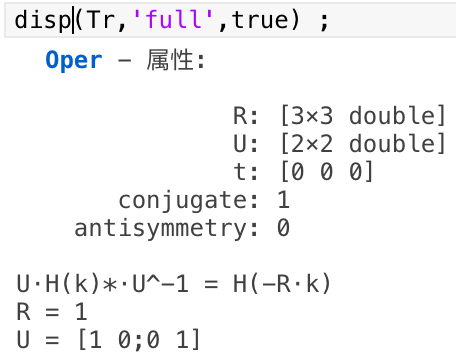 disp(Tr,'full',true) ;
Oper - 属性:
R: [3×3 double]
U: [2×2 double]
t: [0 0 0]
conjugate: 1
antisymmetry: 0
U·H(k)*·U^-1 = H(-R·k)
R = 1
U = [1 0;0 1]